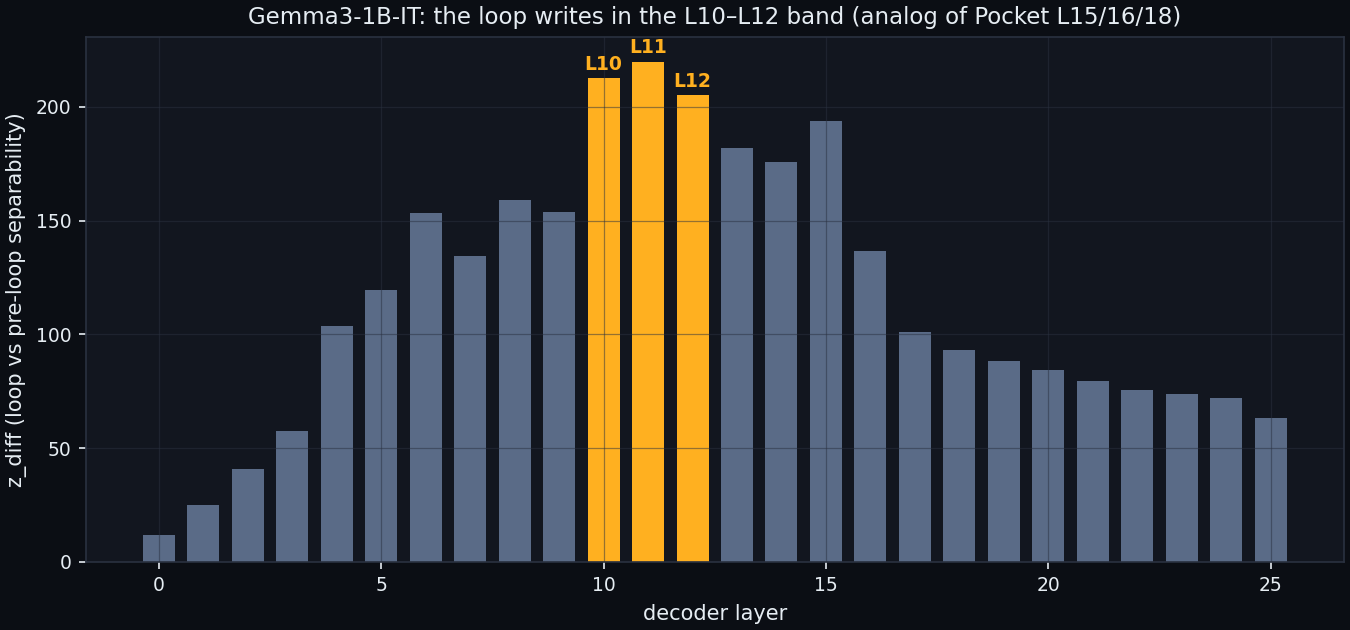 Gemma3-1B-IT: the loop writes in the L10–L12 band (analog of Pocket L15/16/18)
L11
L10
L12
200
150
100
50
0
z_diff (loop vs pre-loop separability)
0 5 10 15 20 25
decoder layer